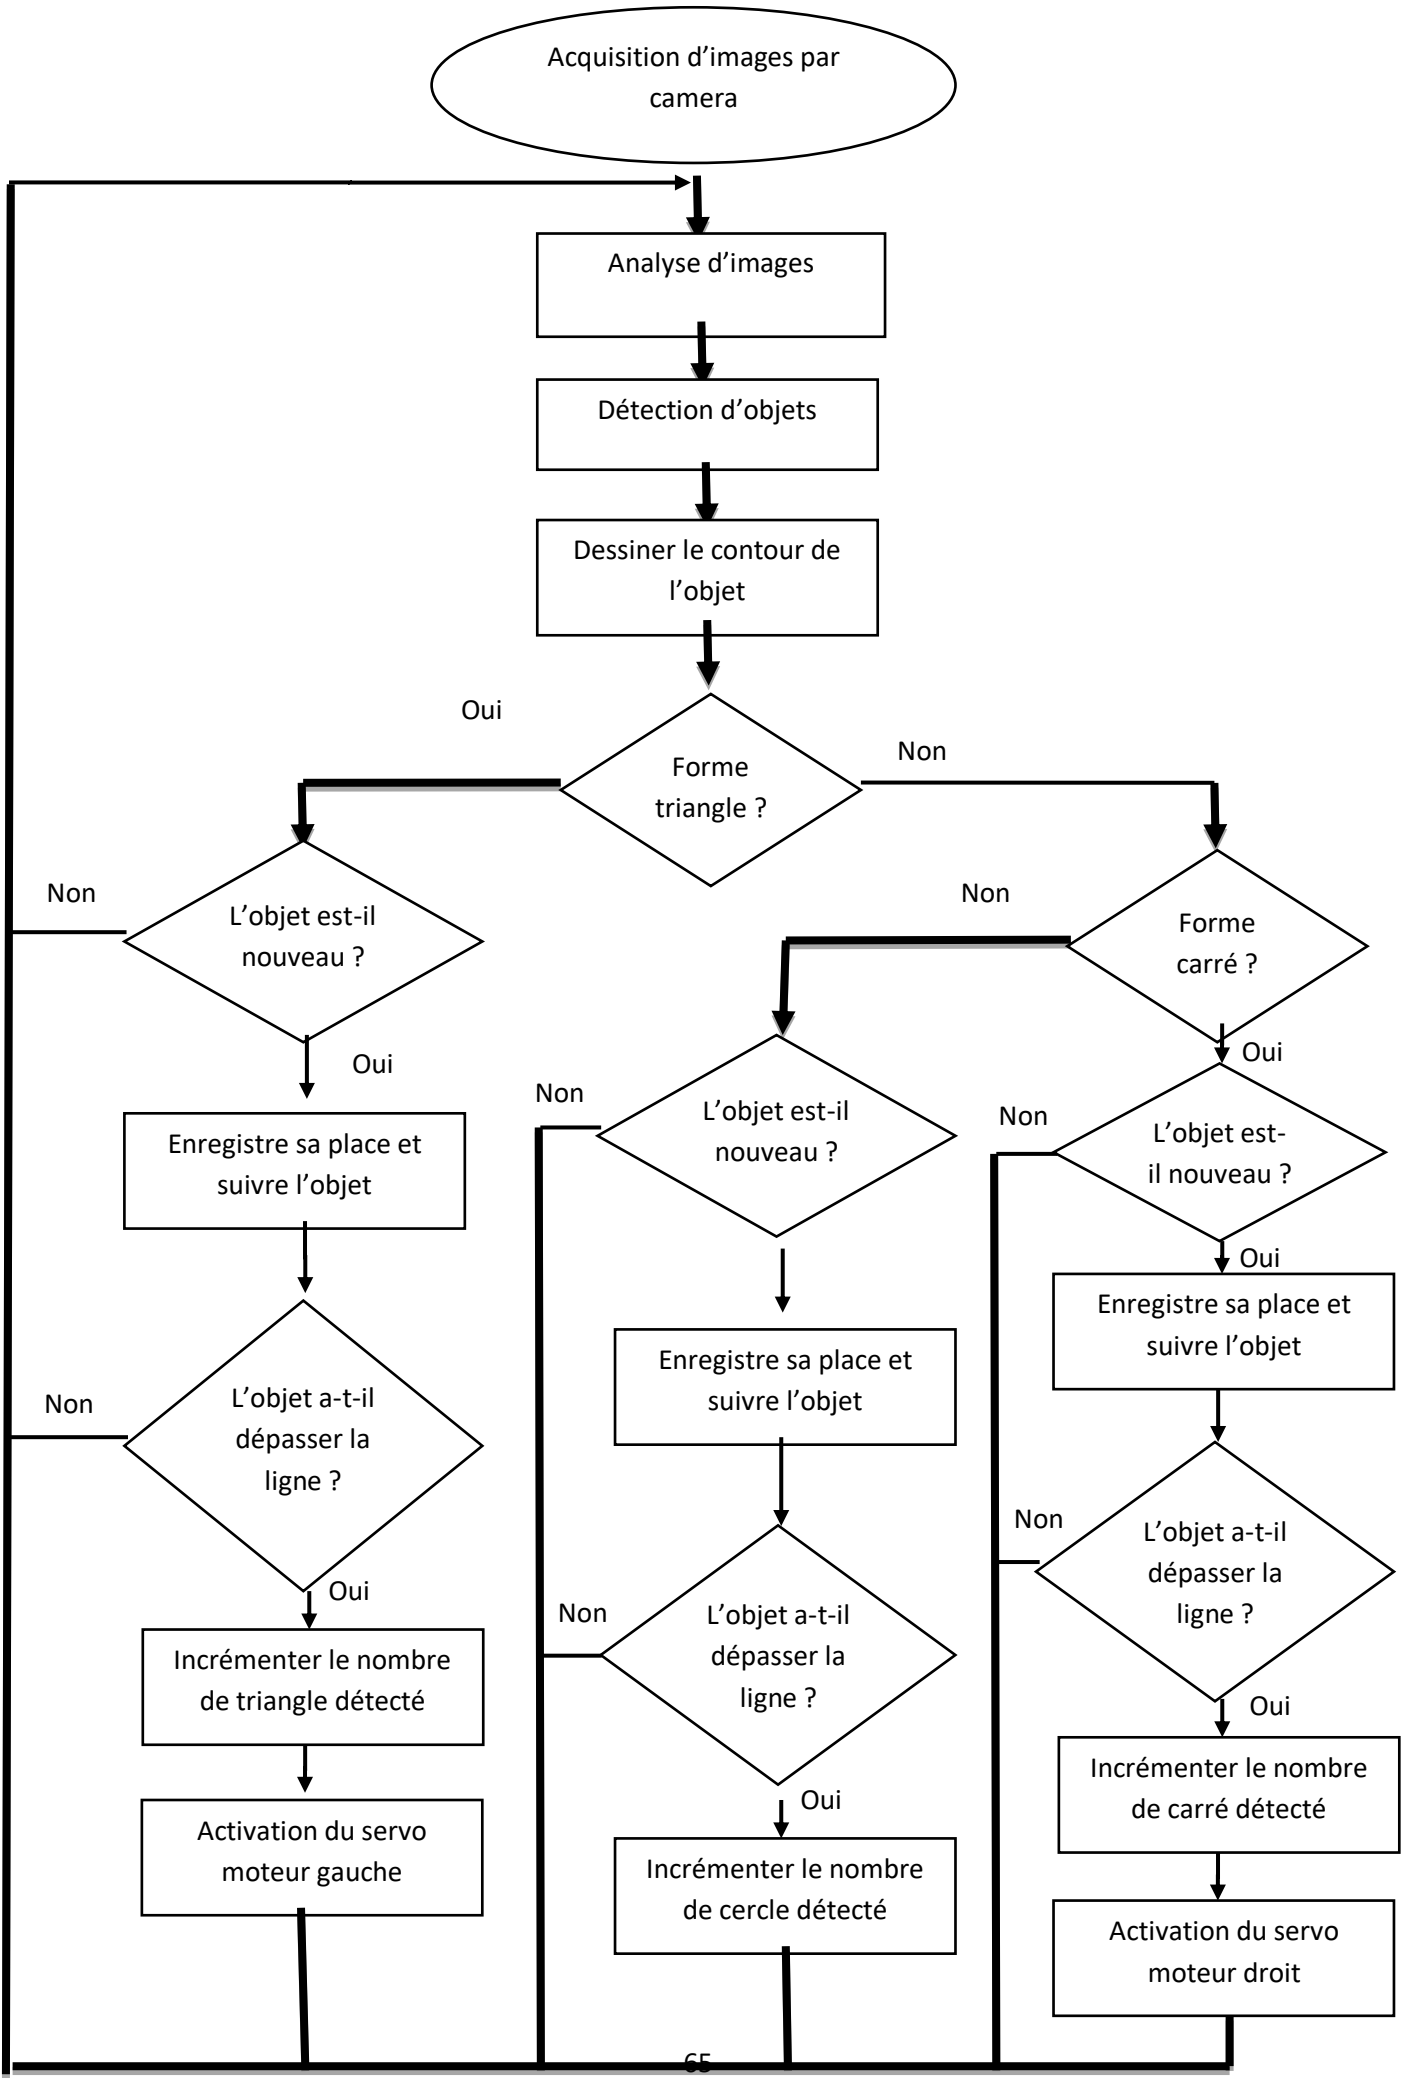 Acquisition d’images par
camera
Analyse d’images
Détection d’objets
Dessiner le contour de
l’objet
Oui
Non
Forme
triangle ?
Non
L’objet est-il
nouveau ?
Non
Forme
carré ?
Oui
Oui
Non
L’objet est-il
nouveau ?
Non
L’objet est-
il nouveau ?
Enregistre sa place et
suivre l’objet
Oui
Enregistre sa place et
suivre l’objet
Enregistre sa place et
suivre l’objet
Non
L’objet a-t-il
dépasser la
ligne ?
Non
L’objet a-t-il
dépasser la
ligne ?
Oui
Non
L’objet a-t-il
dépasser la
ligne ?
Incrémenter le nombre
de triangle détecté
Oui
Incrémenter le nombre
de carré détecté
Oui
Activation du servo
moteur gauche
Incrémenter le nombre
de cercle détecté
Activation du servo
moteur droit
65